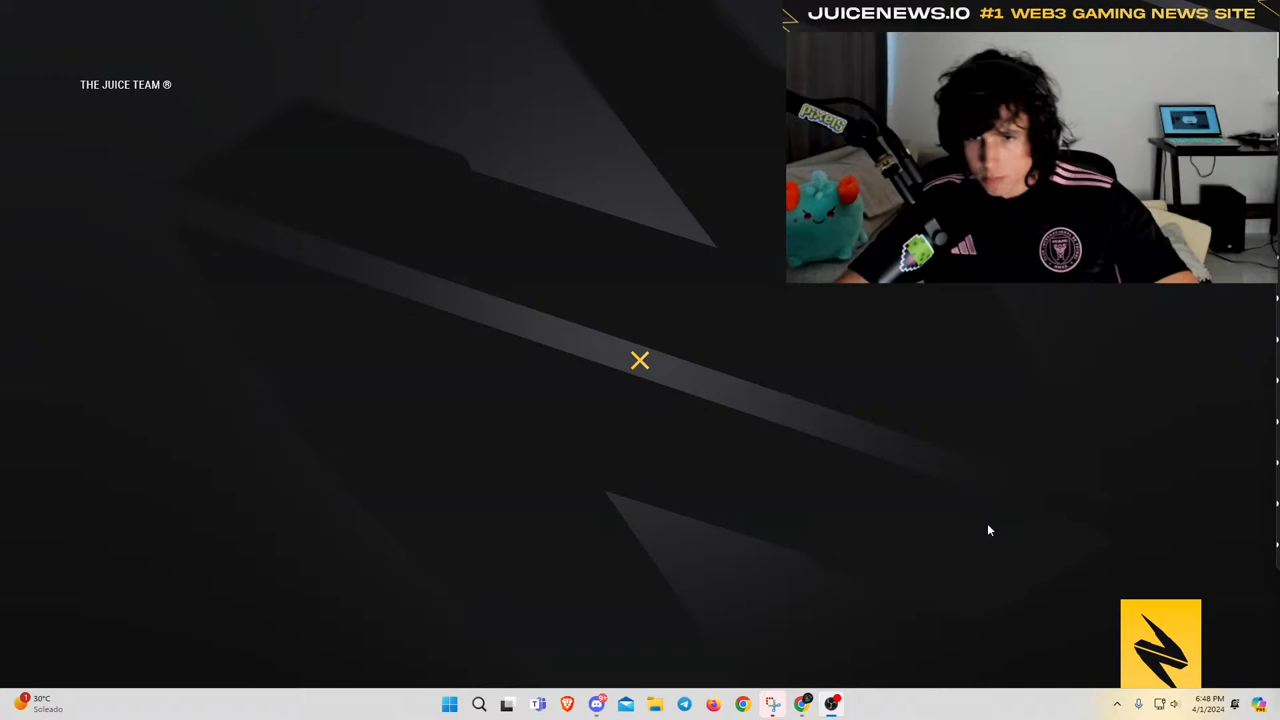 JUICENEWS.IO #1 WEB3 GAMING NEWS SITE
THE JUICE TEAM ®
pixels
30°C
Soleado
6:48 PM
4/1/2024